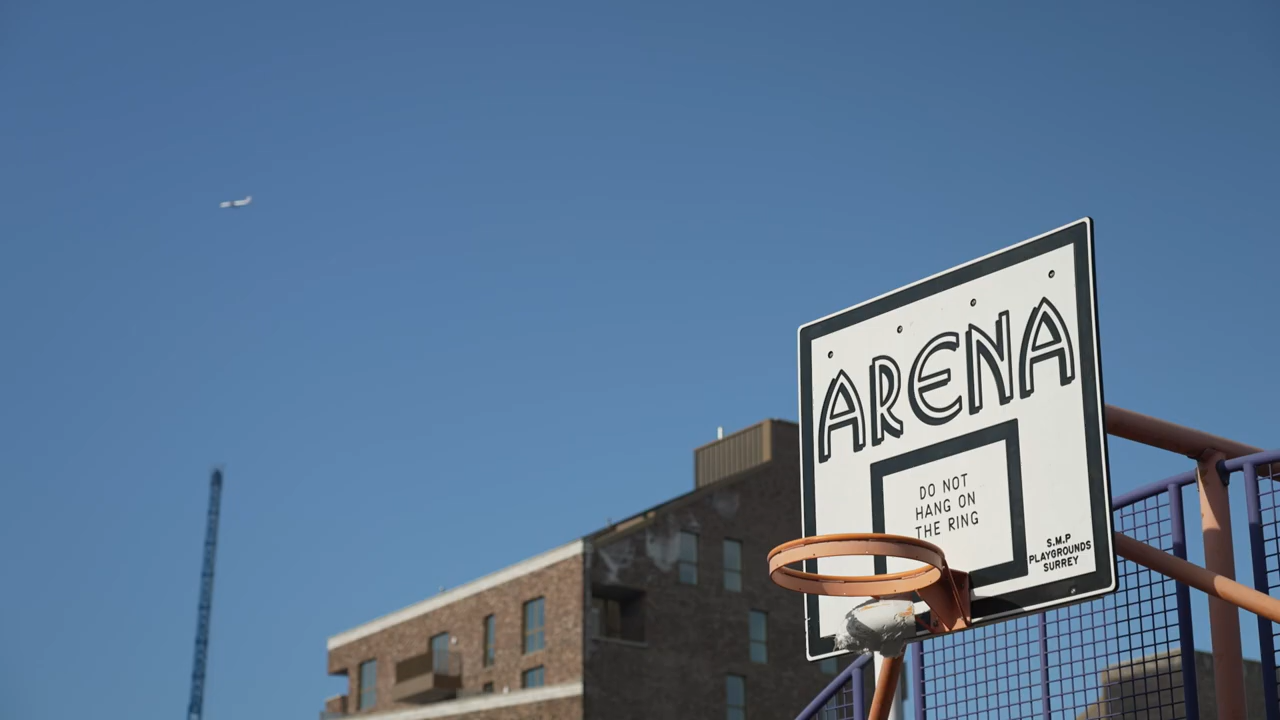 ARENA
DO NOT
HANG ON
THE RING
S.M.P
PLAYGROUNDS
SURREY